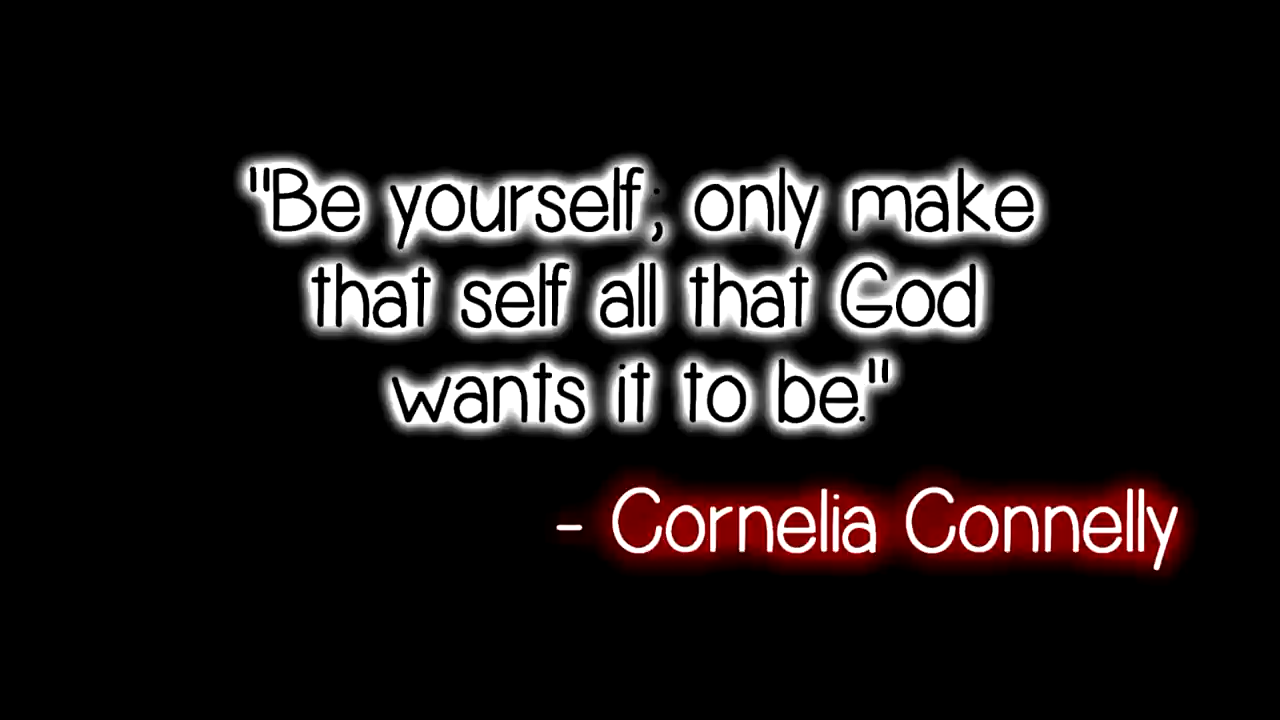 "Be yourself; only make
that self all that God
wants it to be."
- Cornelia Connelly